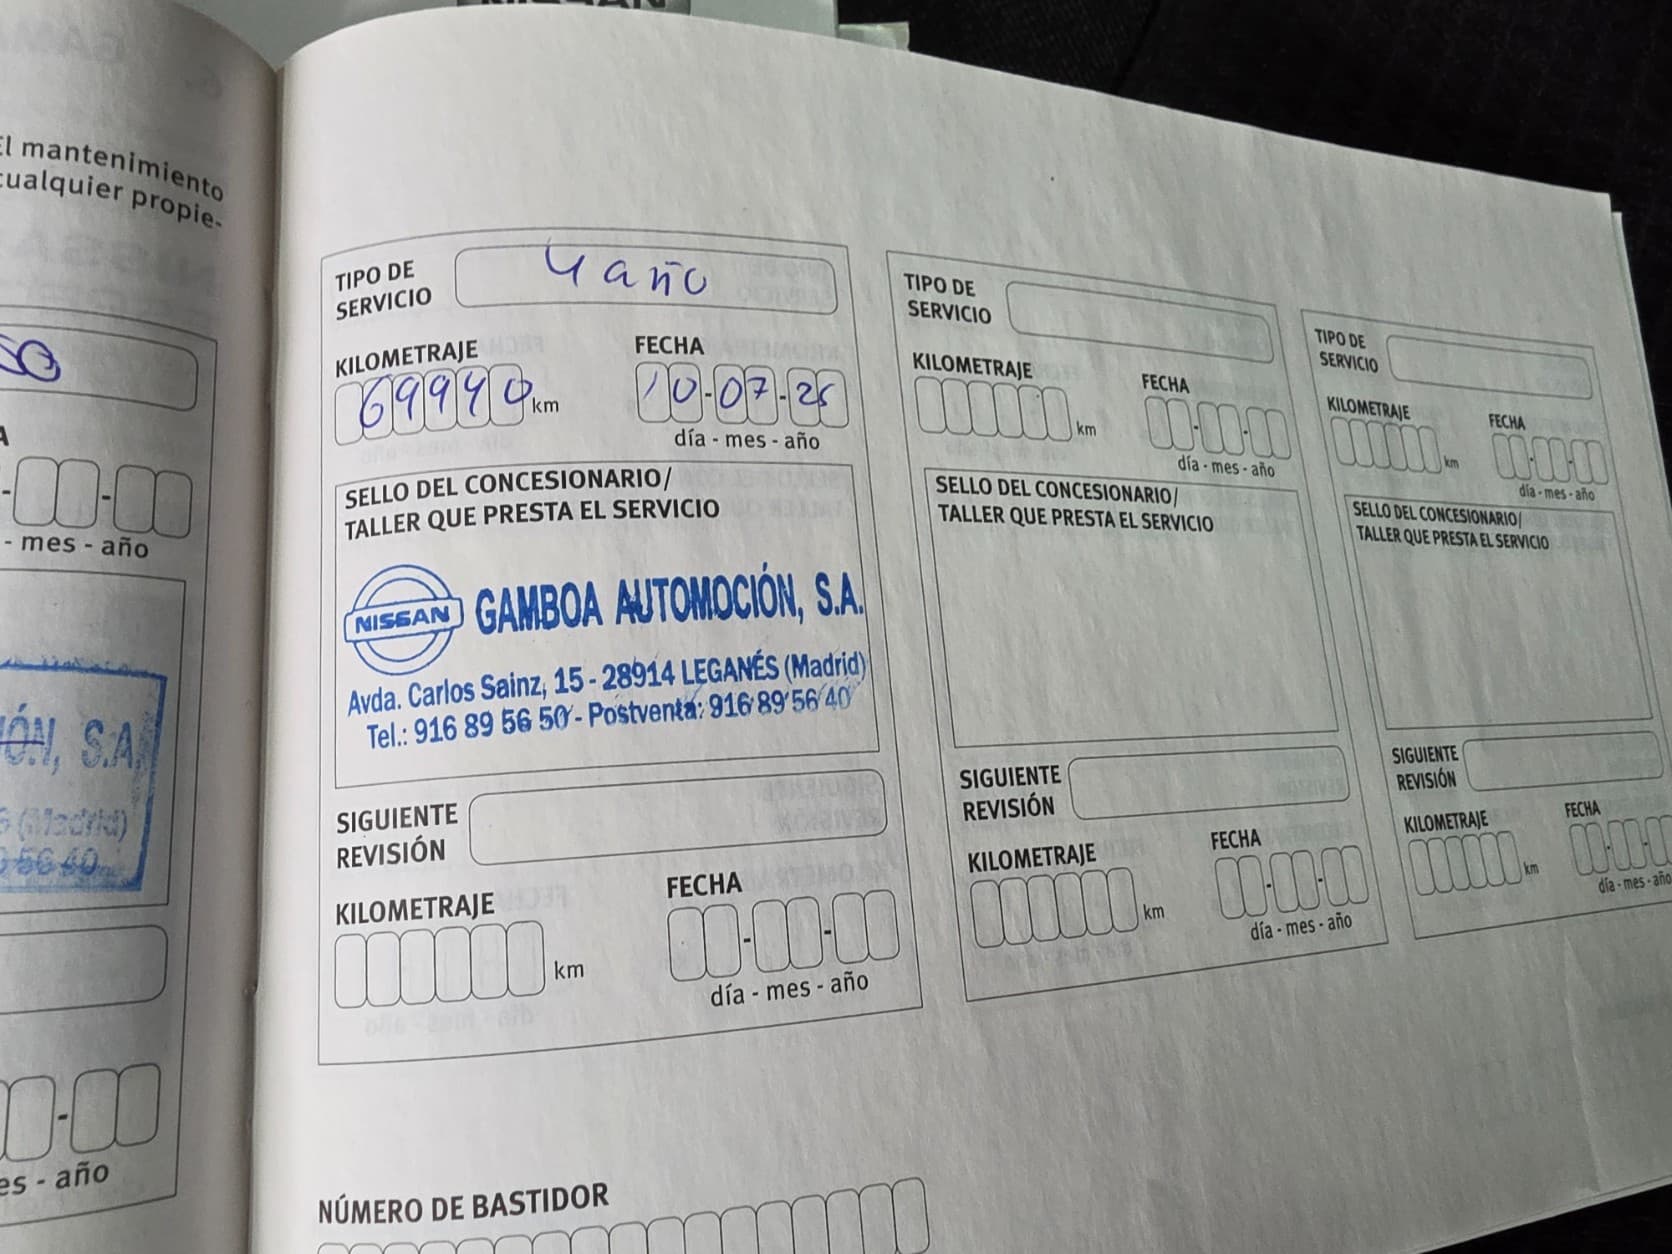 El mantenimiento
cualquier propie-
- mes - año
IÓN, S.A.
(Madrid)
56 40
es - año
TIPO DE
SERVICIO
4 año
KILOMETRAJE
69940 km
FECHA
10-07-25
día - mes - año
SELLO DEL CONCESIONARIO/
TALLER QUE PRESTA EL SERVICIO
NISSAN
GAMBOA AUTOMOCIÓN, S.A.
Avda. Carlos Sainz, 15 - 28914 LEGANÉS (Madrid)
Tel.: 916 89 56 50 - Postventa: 916 89 56 40
SIGUIENTE
REVISIÓN
KILOMETRAJE
km
FECHA
día - mes - año
TIPO DE
SERVICIO
KILOMETRAJE
km
FECHA
día - mes - año
SELLO DEL CONCESIONARIO/
TALLER QUE PRESTA EL SERVICIO
SIGUIENTE
REVISIÓN
KILOMETRAJE
km
FECHA
día - mes - año
TIPO DE
SERVICIO
KILOMETRAJE
km
FECHA
día - mes - año
SELLO DEL CONCESIONARIO/
TALLER QUE PRESTA EL SERVICIO
SIGUIENTE
REVISIÓN
KILOMETRAJE
km
FECHA
día - mes - año
NÚMERO DE BASTIDOR